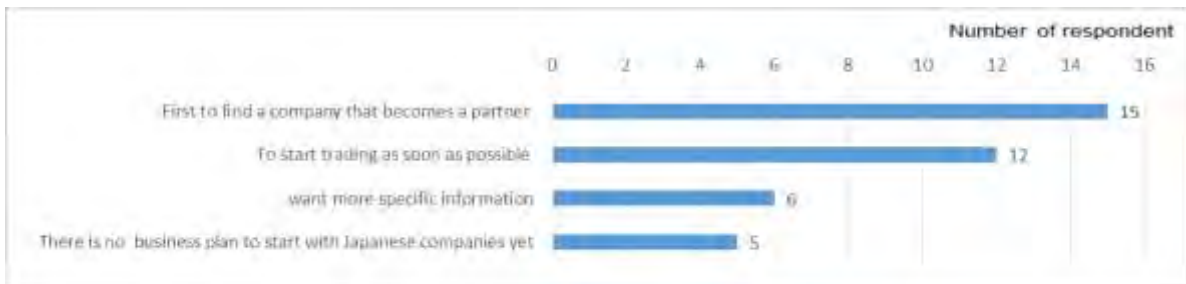 Number of respondent
0 2 4 6 8 10 12 14 16
First to find a company that becomes a partner 15
To start trading as soon as possible 12
want more specific information 6
There is no business plan to start with Japanese companies yet 5